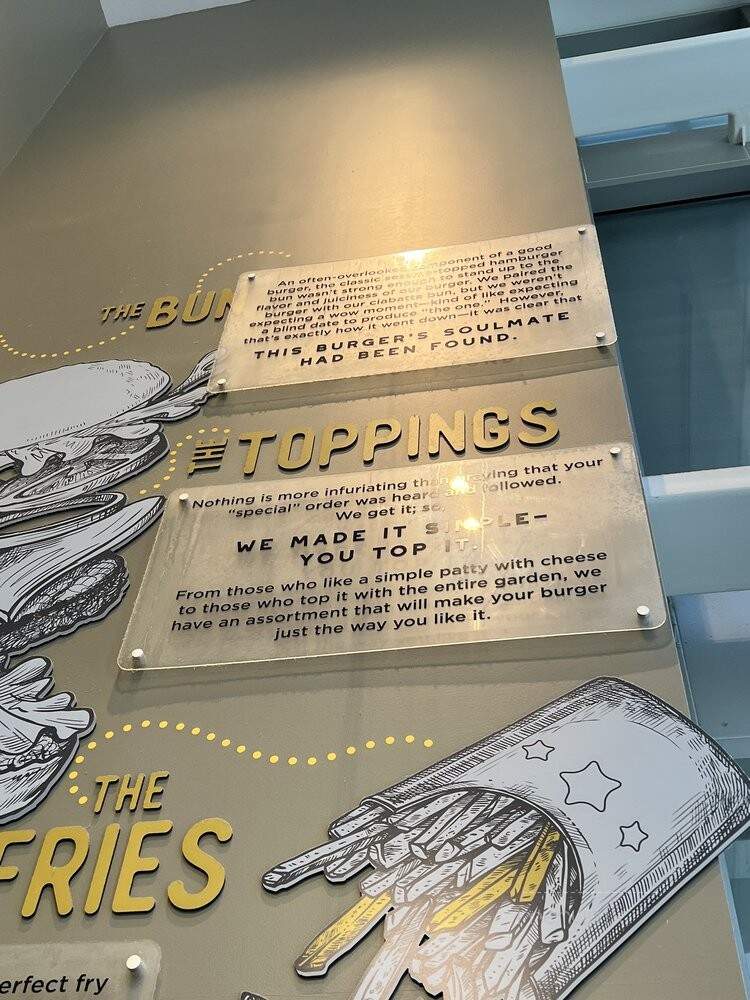 THE BUN
An often-overlooked component of a good
burger, the classic -topped hamburger
bun wasn't strong enough to stand up to the
flavor and juiciness of our burger. We paired the
burger with our ciabatta bun, but we weren't
expecting a wow moment—kind of like expecting
a blind date to produce "the one." However,
that's exactly how it went down—it was clear that
THIS BURGER'S SOULMATE
HAD BEEN FOUND.
THE TOPPINGS
Nothing is more infuriating than praying that your
"special" order was heard and followed.
We get it; so,
WE MADE IT SIMPLE—
YOU TOP IT.
From those who like a simple patty with cheese
to those who top it with the entire garden, we
have an assortment that will make your burger
just the way you like it.
THE
FRIES
erfect fry